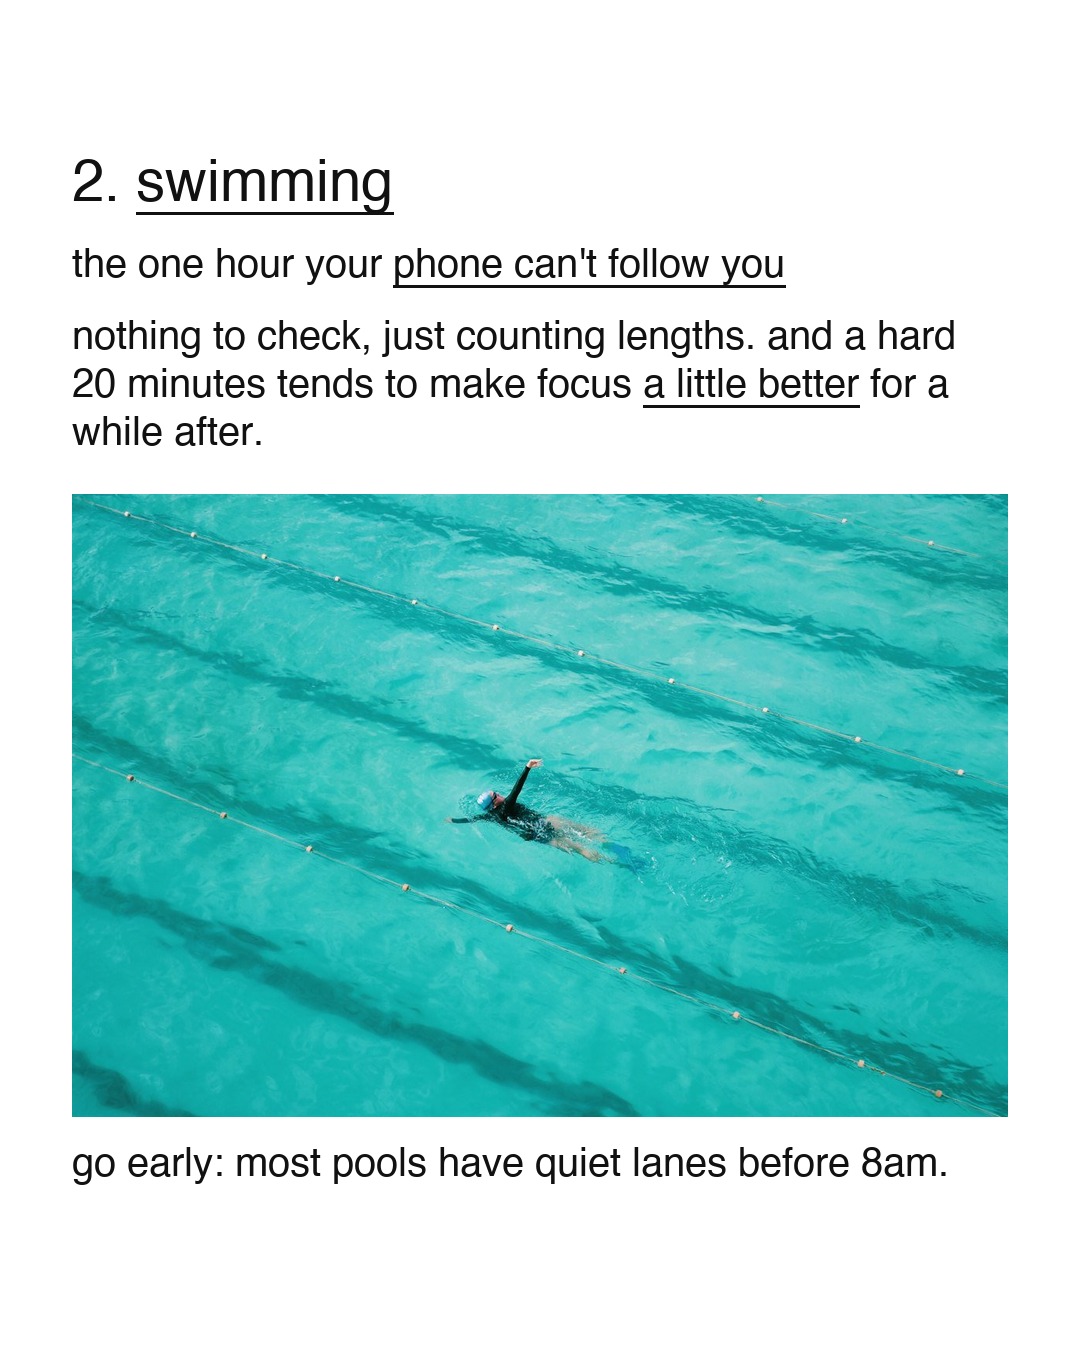 2. swimming
the one hour your phone can't follow you
nothing to check, just counting lengths. and a hard
20 minutes tends to make focus a little better for a
while after.
go early: most pools have quiet lanes before 8am.